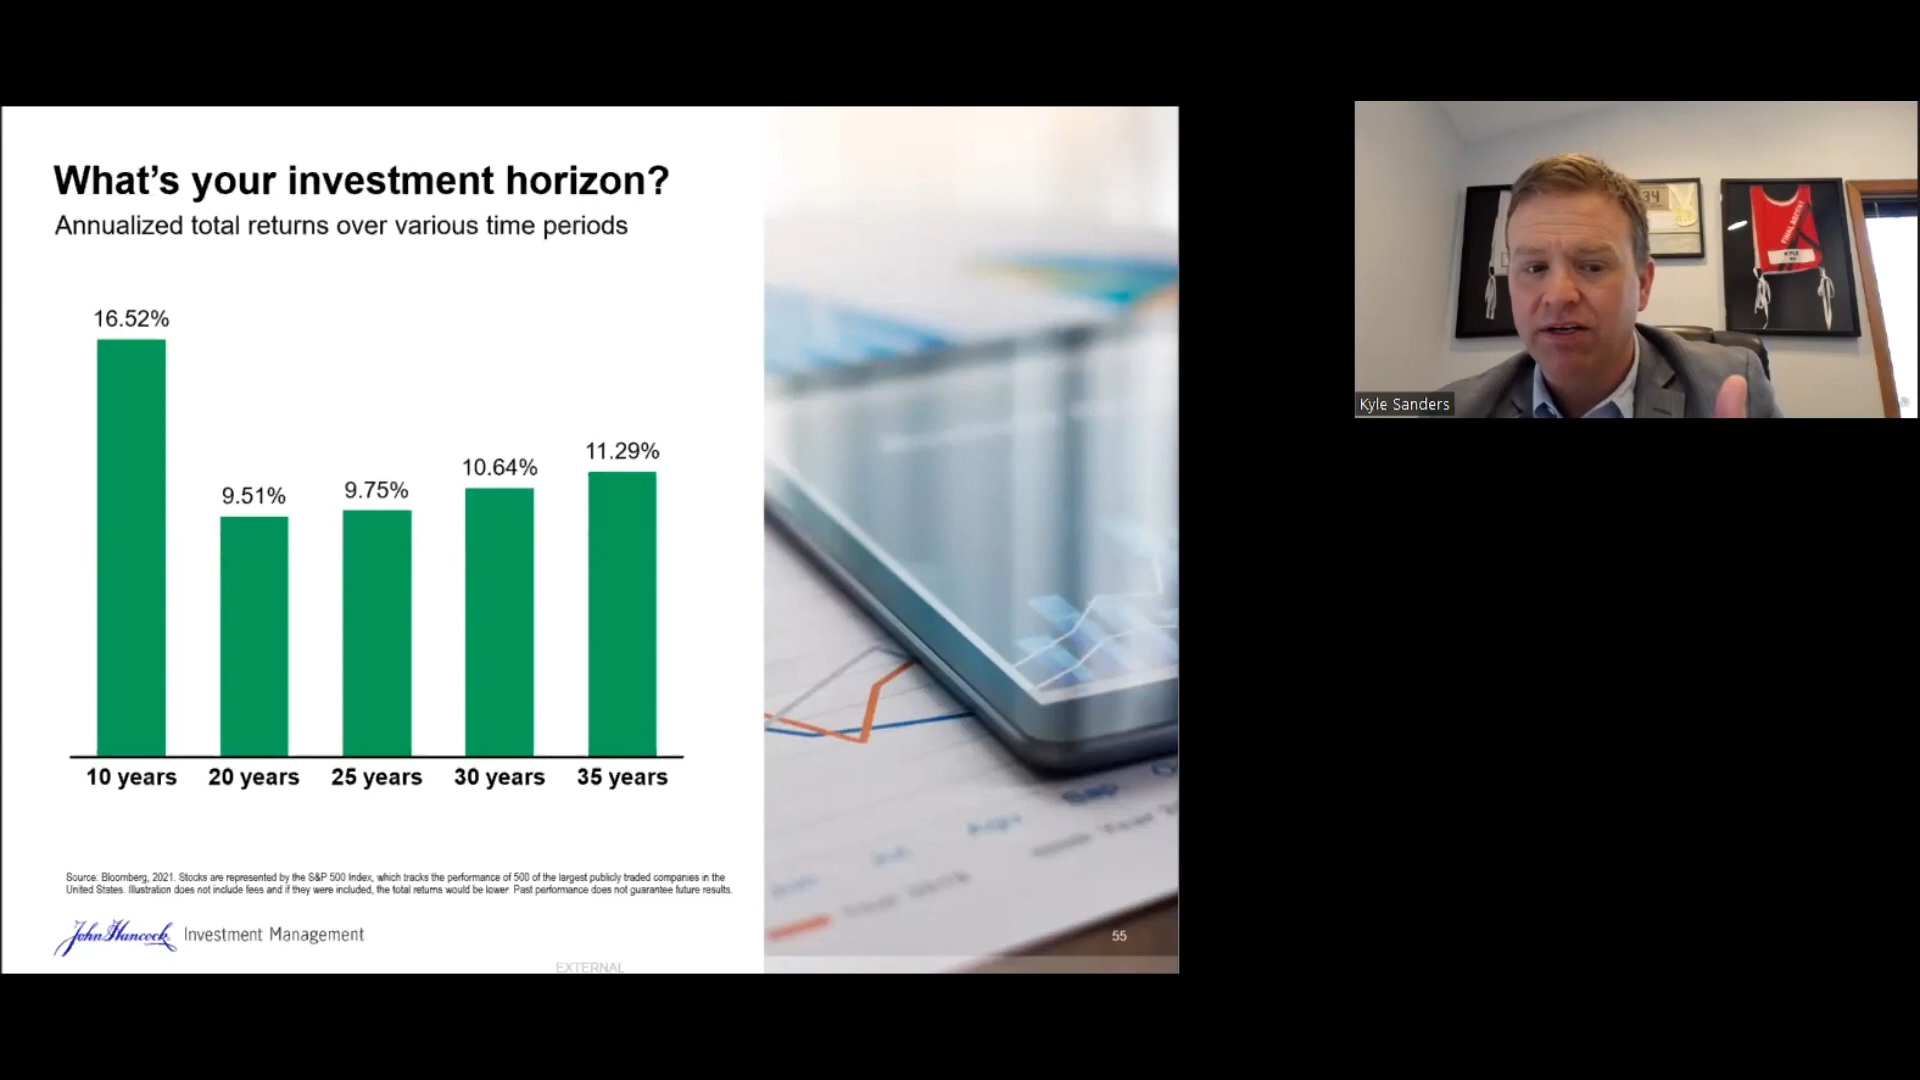 What's your investment horizon?
Annualized total returns over various time periods
16.52%
9.51%
9.75%
10.64%
11.29%
10 years 20 years 25 years 30 years 35 years
Source: Bloomberg, 2021. Stocks are represented by the S&P 500 Index, which tracks the performance of 500 of the largest publicly traded companies in the
United States. Illustration does not include fees and if they were included, the total returns would be lower. Past performance does not guarantee future results.
John Hancock Investment Management
EXTERNAL
55
Sep
34
KYLE
Kyle Sanders